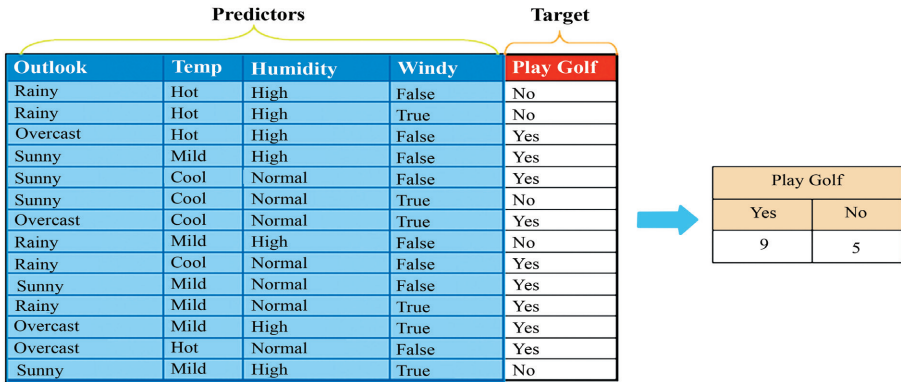 Predictors Target
Outlook Temp Humidity Windy Play Golf
Rainy Hot High False No
Rainy Hot High True No
Overcast Hot High False Yes
Sunny Mild High False Yes
Sunny Cool Normal False Yes
Sunny Cool Normal True No
Overcast Cool Normal True Yes
Rainy Mild High False No
Rainy Cool Normal False Yes
Sunny Mild Normal False Yes
Rainy Mild Normal True Yes
Overcast Mild High True Yes
Overcast Hot Normal False Yes
Sunny Mild High True No
Play Golf
Yes No
9 5